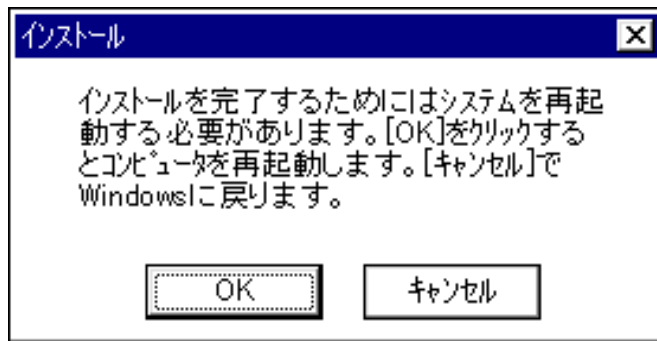 インストール
インストールを完了するためにはシステムを再起
動する必要があります。[OK]をクリックする
とコンピュータを再起動します。[キャンセル]で
Windowsに戻ります。
OK
キャンセル